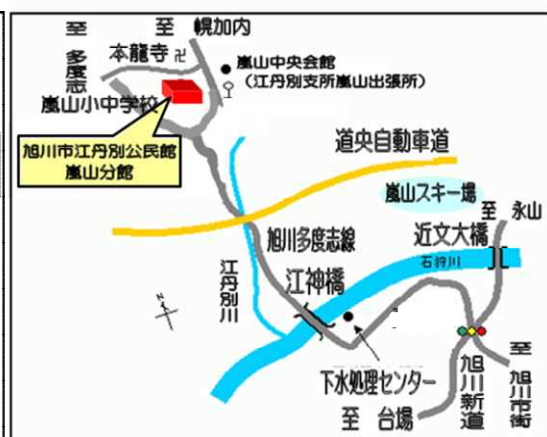 至 幌加内
至 多度志
本龍寺
卍
嵐山中央会館
(江丹別支所嵐山出張所)
嵐山小中学校
旭川市江丹別公民館
嵐山分館
道央自動車道
嵐山スキー場
至 永山
旭川多度志線
近文大橋
石狩川
江丹別川
江神橋
N
下水処理センター
至 台場
旭川新道
至 旭川市街